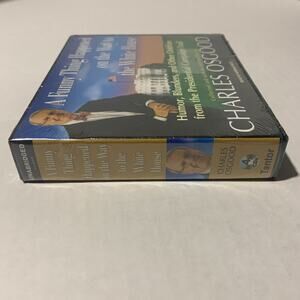 A Funny Thing Happened
on the Way to
the White House
Humor, Blunders, and Other Oddities
from the Presidential Campaign Trail
CHARLES OSGOOD
UNABRIDGED
A Funny
Thing
Happened
on the Way
to the
White
House
CHARLES
OSGOOD
Tantor